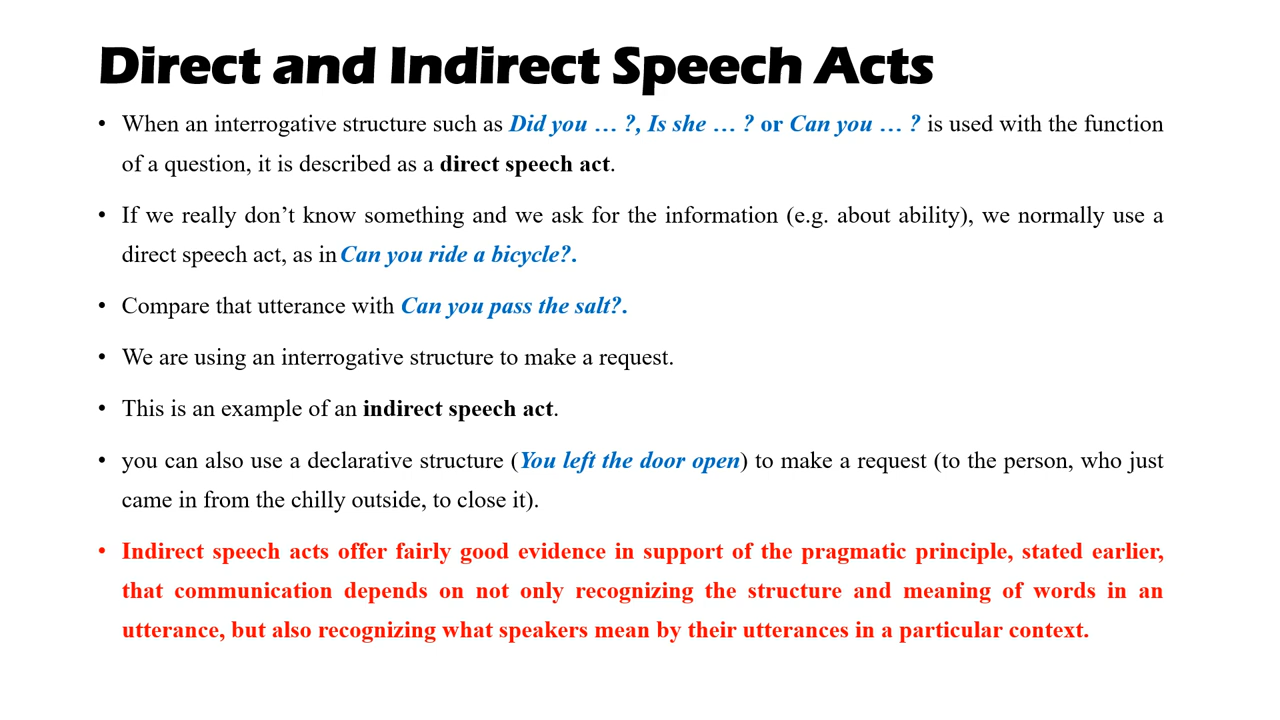 Direct and Indirect Speech Acts
• When an interrogative structure such as Did you … ?, Is she … ? or Can you … ? is used with the function
of a question, it is described as a direct speech act.
• If we really don’t know something and we ask for the information (e.g. about ability), we normally use a
direct speech act, as in Can you ride a bicycle?.
• Compare that utterance with Can you pass the salt?.
• We are using an interrogative structure to make a request.
• This is an example of an indirect speech act.
• you can also use a declarative structure (You left the door open) to make a request (to the person, who just
came in from the chilly outside, to close it).
• Indirect speech acts offer fairly good evidence in support of the pragmatic principle, stated earlier,
that communication depends on not only recognizing the structure and meaning of words in an
utterance, but also recognizing what speakers mean by their utterances in a particular context.